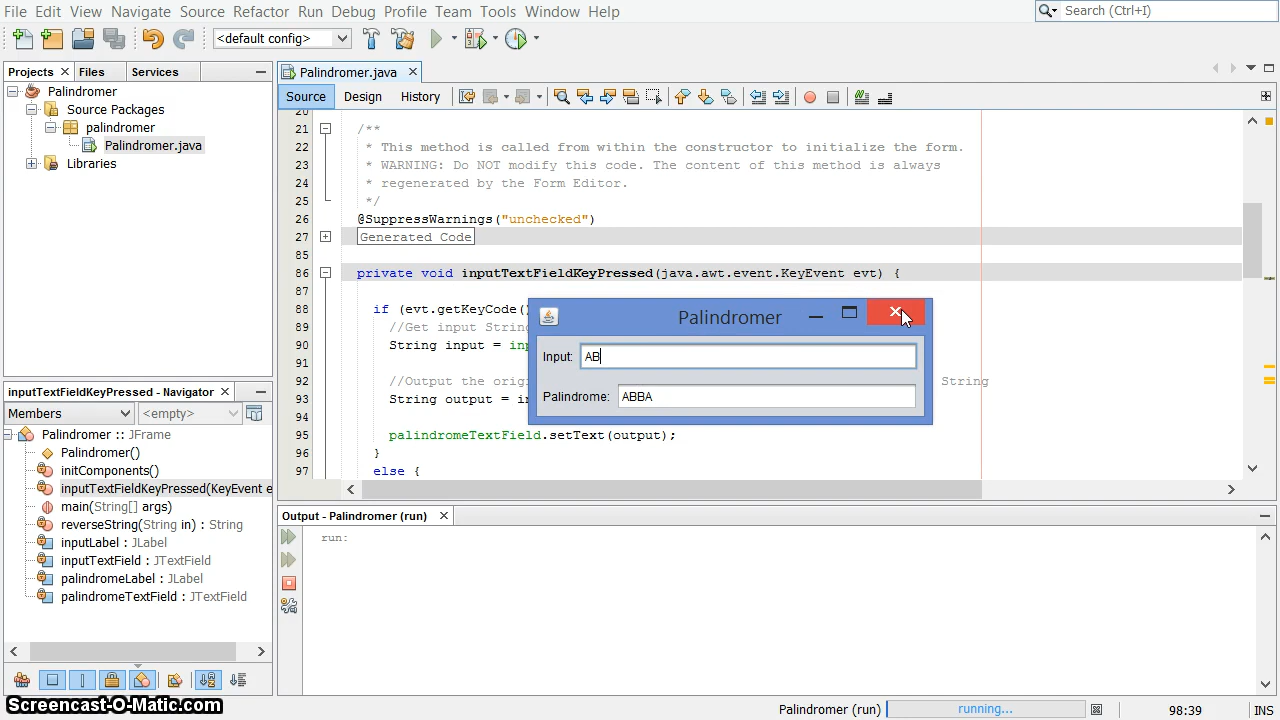 File Edit View Navigate Source Refactor Run Debug Profile Team Tools Window Help
Search (Ctrl+I)
<default config>
Projects Files Services
Palindromer
Source Packages
palindromer
Palindromer.java
Libraries
inputTextFieldKeyPressed - Navigator
Members <empty>
Palindromer :: JFrame
Palindromer()
initComponents()
inputTextFieldKeyPressed(KeyEvent e
main(String[] args)
reverseString(String in) : String
inputLabel : JLabel
inputTextField : JTextField
palindromeLabel : JLabel
palindromeTextField : JTextField
Palindromer.java
Source Design History
20
21 /**
22 * This method is called from within the constructor to initialize the form.
23 * WARNING: Do NOT modify this code. The content of this method is always
24 * regenerated by the Form Editor.
25 */
26 @SuppressWarnings("unchecked")
27 Generated Code
85
86 private void inputTextFieldKeyPressed(java.awt.event.KeyEvent evt) {
87
88 if (evt.getKeyCode()
89 //Get input Strin
90 String input = inp
91
92 //Output the origi String
93 String output = in
94
95 palindromeTextField.setText(output);
96 }
97 else {
Palindromer
Input: AB
Palindrome: ABBA
Output - Palindromer (run)
run:
Palindromer (run) running... 98:39 INS
Screencast-O-Matic.com